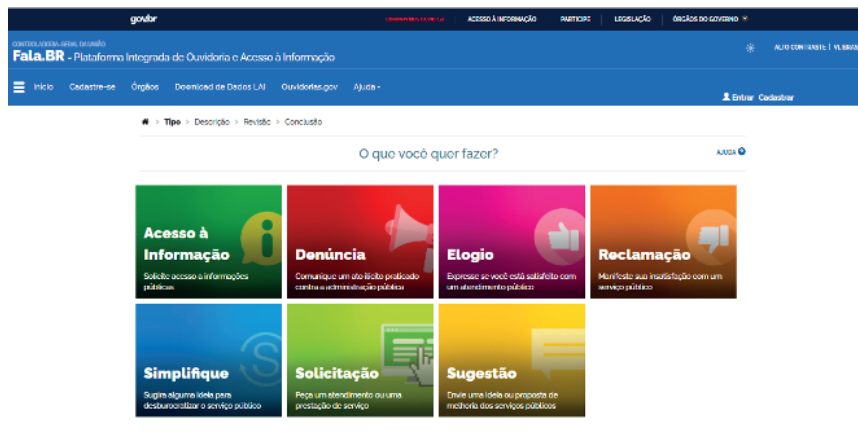 govbr
ACESSO À INFORMAÇÃO
PARTICIPE
LEGISLAÇÃO
ÓRGÃOS DO GOVERNO
CONTROLADORIA-GERAL DA UNIÃO
Fala.BR - Plataforma Integrada de Ouvidoria e Acesso à Informação
ALTO CONTRASTE | VLIBRAS
Início Cadastre-se Órgãos Download de Dados LAI Ouvidorias.gov Ajuda
Entrar Cadastrar
Tipo > Descrição > Revisão > Conclusão
O que você quer fazer?
AJUDA
Acesso à
Informação
Solicite acesso a informações
públicas
Denúncia
Comunique um ato ilícito praticado
contra a administração pública
Elogio
Expresse se você está satisfeito com
um atendimento público
Reclamação
Manifeste sua insatisfação com um
serviço público
Simplifique
Sugira alguma ideia para
desburocratizar o serviço público
Solicitação
Peça um atendimento ou uma
prestação de serviço
Sugestão
Envie uma ideia ou proposta de
melhoria dos serviços públicos